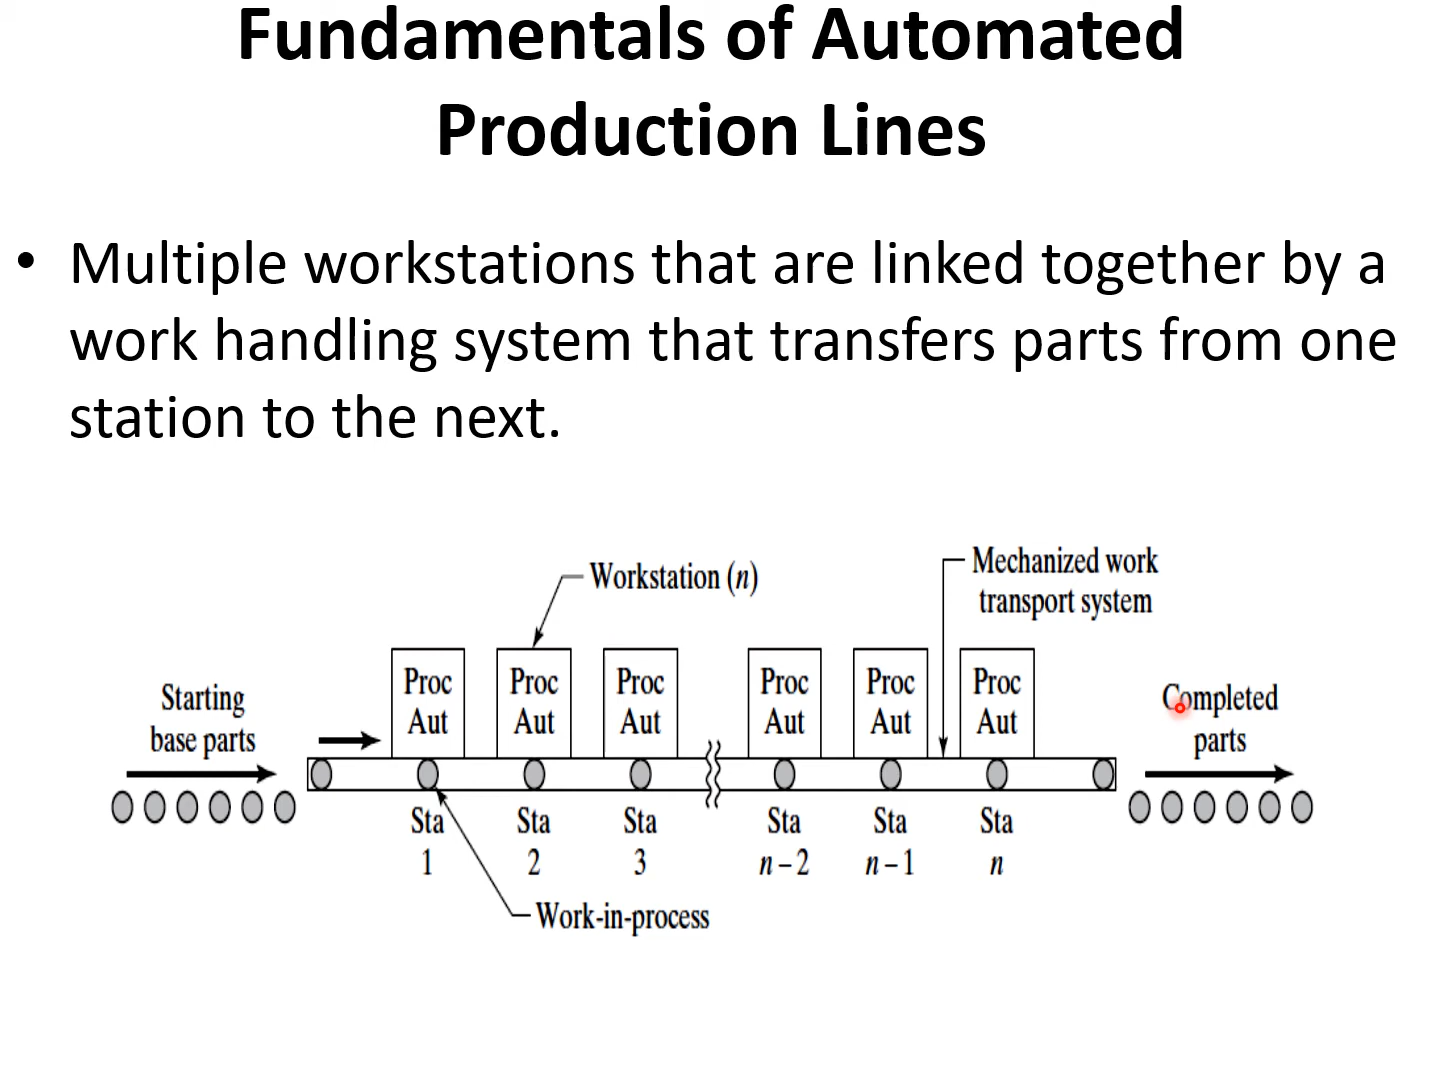 Fundamentals of Automated
Production Lines
• Multiple workstations that are linked together by a
work handling system that transfers parts from one
station to the next.
Workstation (n)
Mechanized work
transport system
Starting
base parts
Proc
Aut
Proc
Aut
Proc
Aut
Proc
Aut
Proc
Aut
Proc
Aut
Completed
parts
Sta
1
Sta
2
Sta
3
Sta
n – 2
Sta
n – 1
Sta
n
Work-in-process